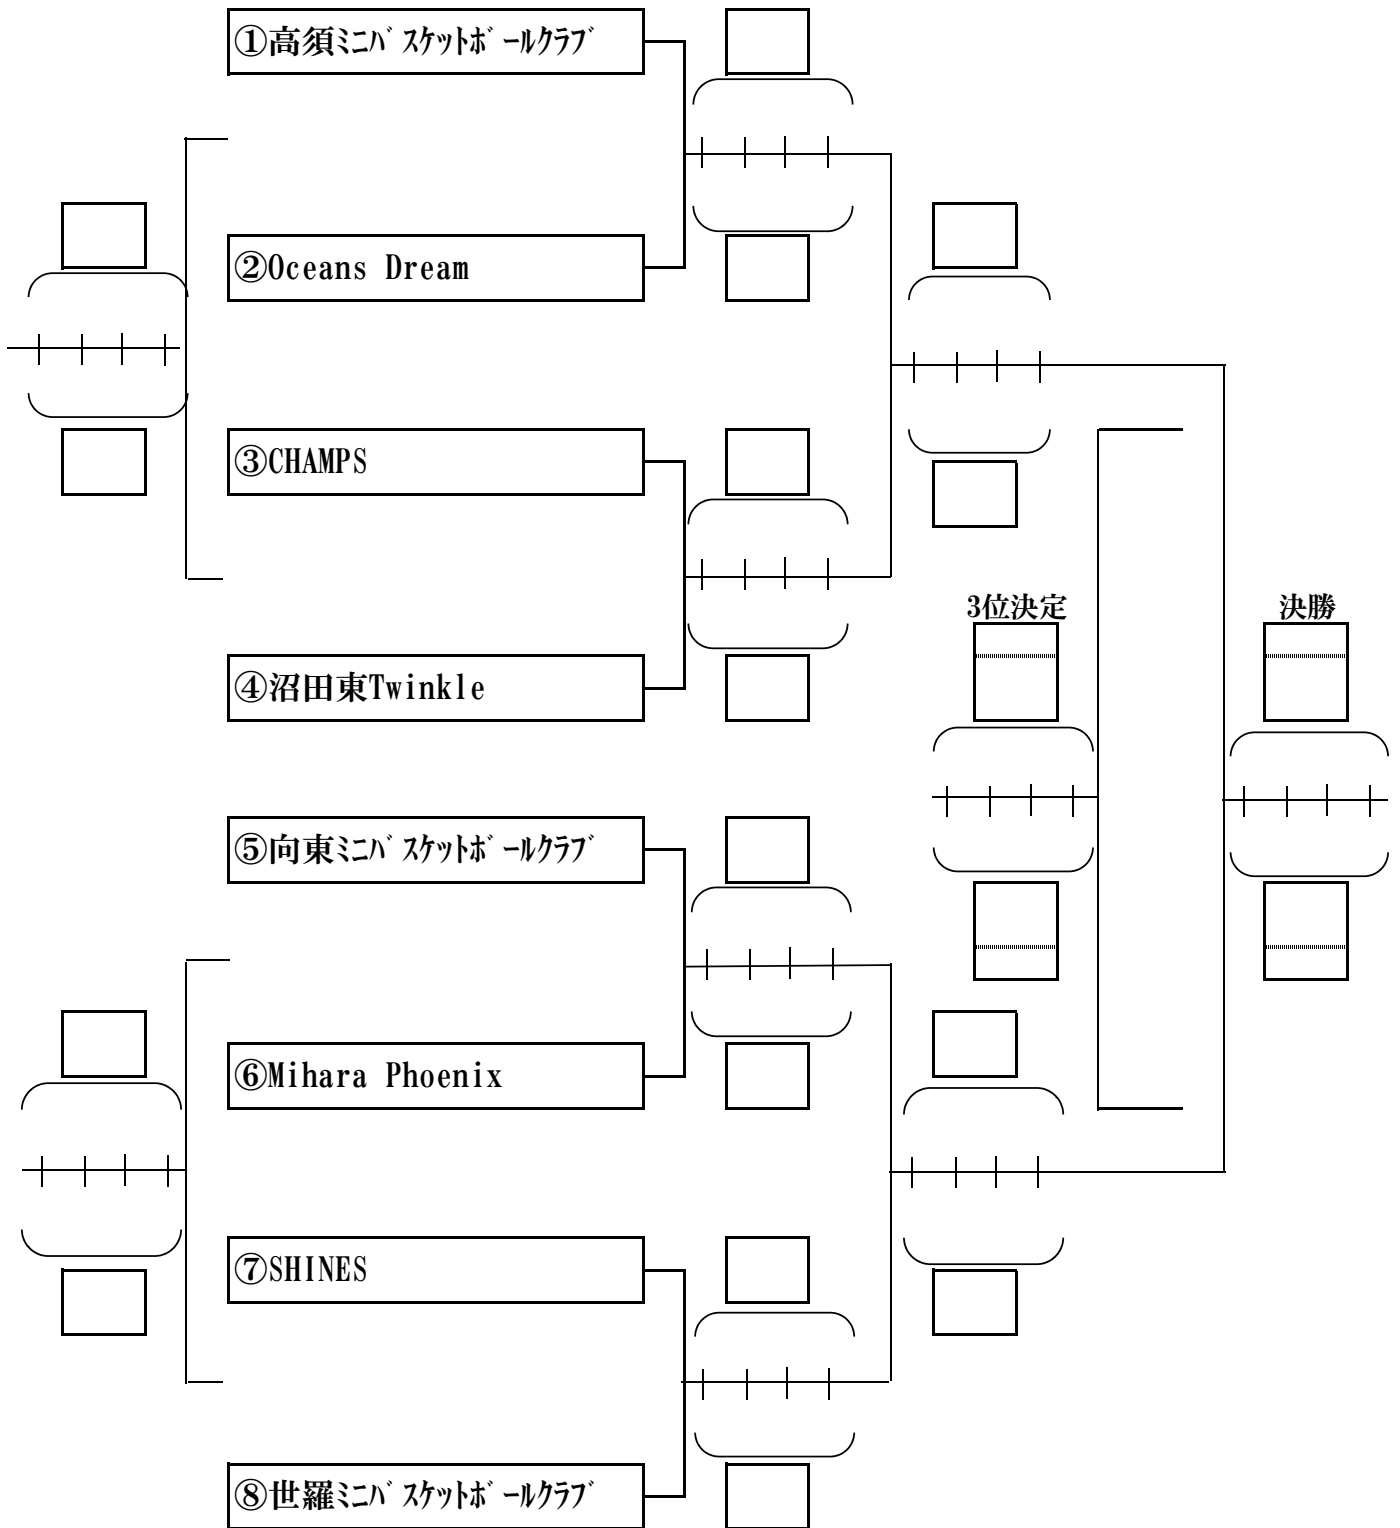 ①高須ﾐﾆﾊﾞｽｹｯﾄﾎﾞｰﾙｸﾗﾌﾞ
②Oceans Dream
③CHAMPS
3位決定
決勝
④沼田東Twinkle
⑤向東ﾐﾆﾊﾞｽｹｯﾄﾎﾞｰﾙｸﾗﾌﾞ
⑥Mihara Phoenix
⑦SHINES
⑧世羅ﾐﾆﾊﾞｽｹｯﾄﾎﾞｰﾙｸﾗﾌﾞ